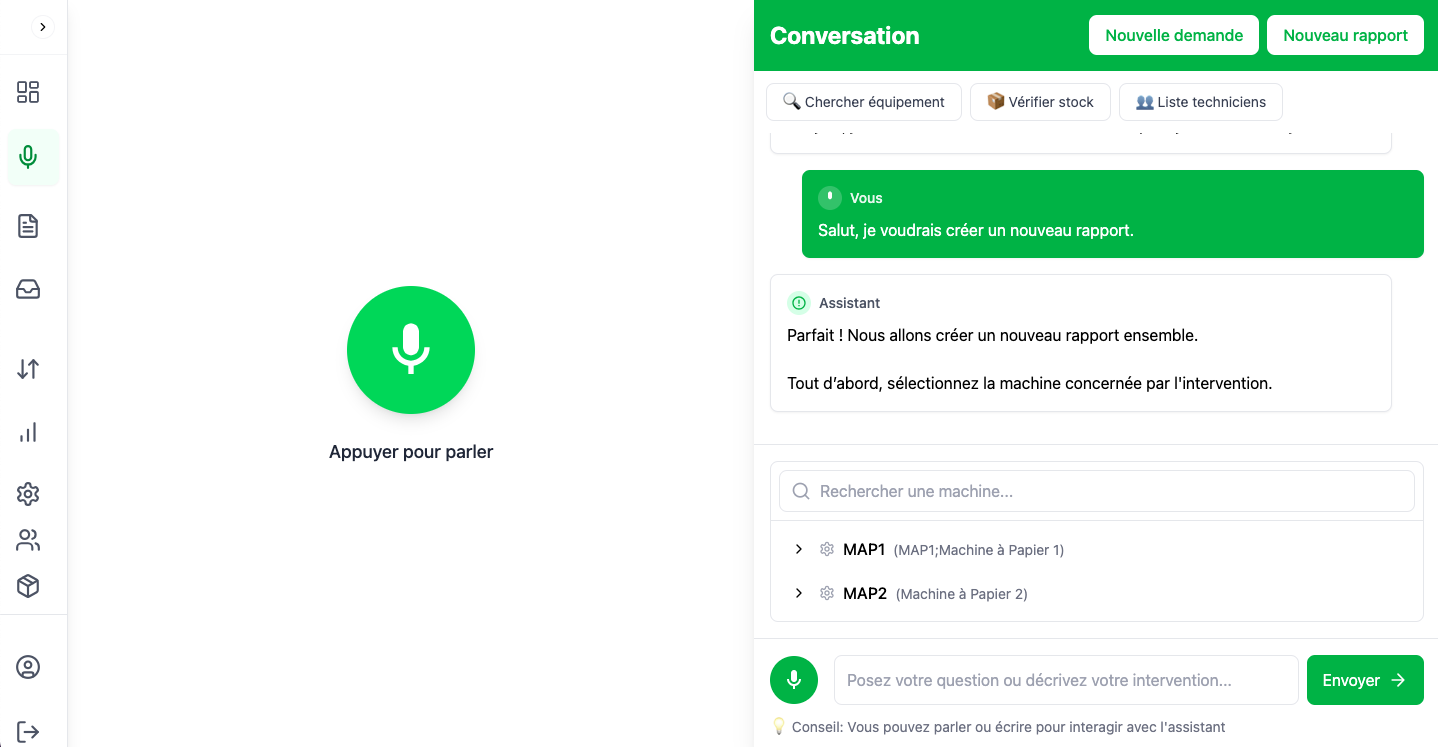 Conversation
Nouvelle demande
Nouveau rapport
🔍 Chercher équipement
📦 Vérifier stock
👥 Liste techniciens
Vous
Salut, je voudrais créer un nouveau rapport.
Assistant
Parfait ! Nous allons créer un nouveau rapport ensemble.
Tout d’abord, sélectionnez la machine concernée par l'intervention.
Appuyer pour parler
Rechercher une machine...
MAP1 (MAP1;Machine à Papier 1)
MAP2 (Machine à Papier 2)
Posez votre question ou décrivez votre intervention...
Envoyer
💡 Conseil: Vous pouvez parler ou écrire pour interagir avec l'assistant